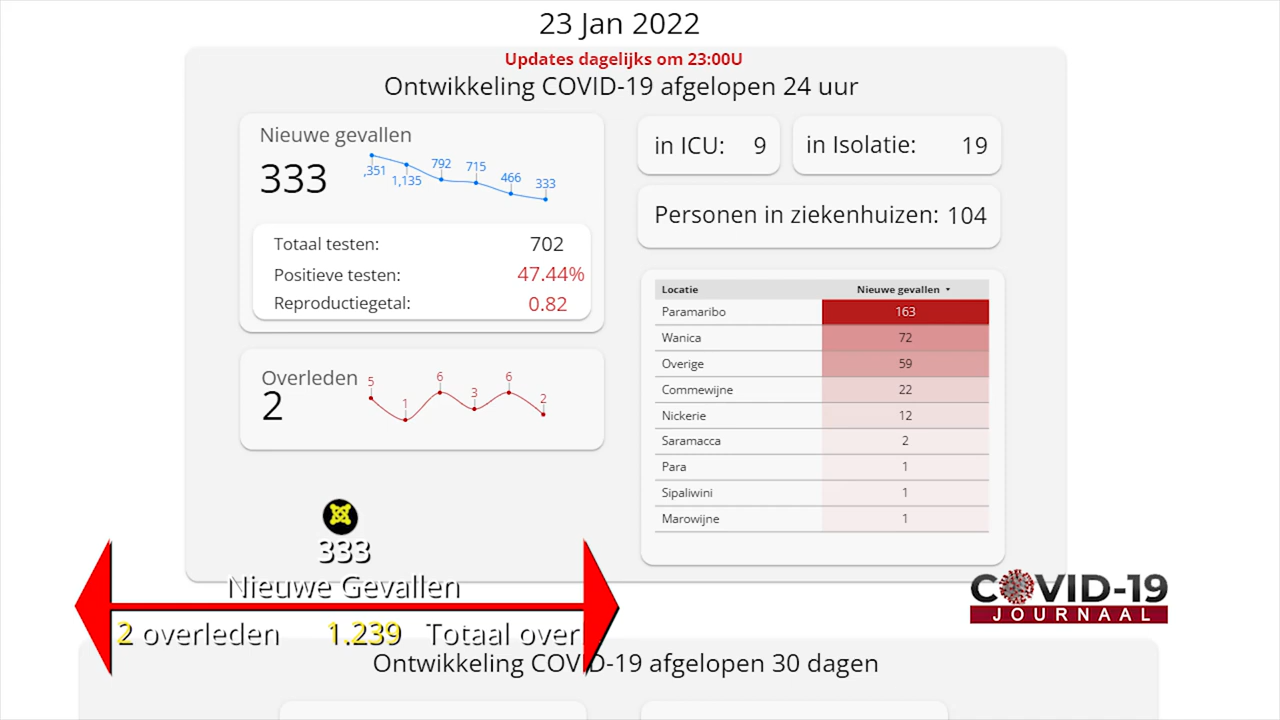 23 Jan 2022
Updates dagelijks om 23:00U
Ontwikkeling COVID-19 afgelopen 24 uur
Nieuwe gevallen
333
,351 1,135 792 715 466 333
Totaal testen: 702
Positieve testen: 47.44%
Reproductiegetal: 0.82
Overleden
2
5 1 6 3 6 2
in ICU: 9
in Isolatie: 19
Personen in ziekenhuizen: 104
Locatie Nieuwe gevallen
Paramaribo 163
Wanica 72
Overige 59
Commewijne 22
Nickerie 12
Saramacca 2
Para 1
Sipaliwini 1
Marowijne 1
333
Nieuwe Gevallen
2 overleden 1.239 Totaal over
COVID-19
JOURNAAL
Ontwikkeling COVID-19 afgelopen 30 dagen